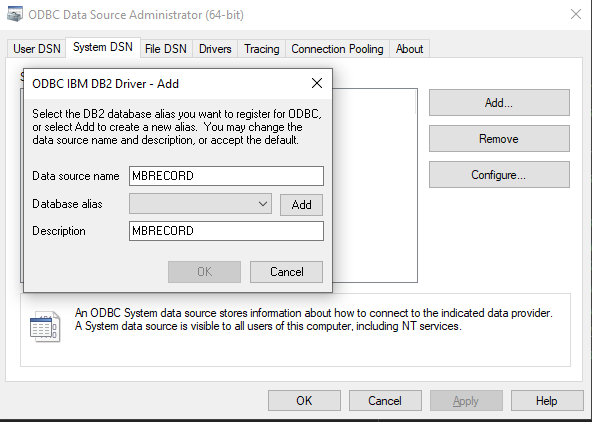 ODBC Data Source Administrator (64-bit)
User DSN System DSN File DSN Drivers Tracing Connection Pooling About
ODBC IBM DB2 Driver - Add
Select the DB2 database alias you want to register for ODBC,
or select Add to create a new alias. You may change the
data source name and description, or accept the default.
Data source name MBRECORD
Database alias Add
Description MBRECORD
OK Cancel
Add...
Remove
Configure...
An ODBC System data source stores information about how to connect to the indicated data provider.
A System data source is visible to all users of this computer, including NT services.
OK Cancel Apply Help